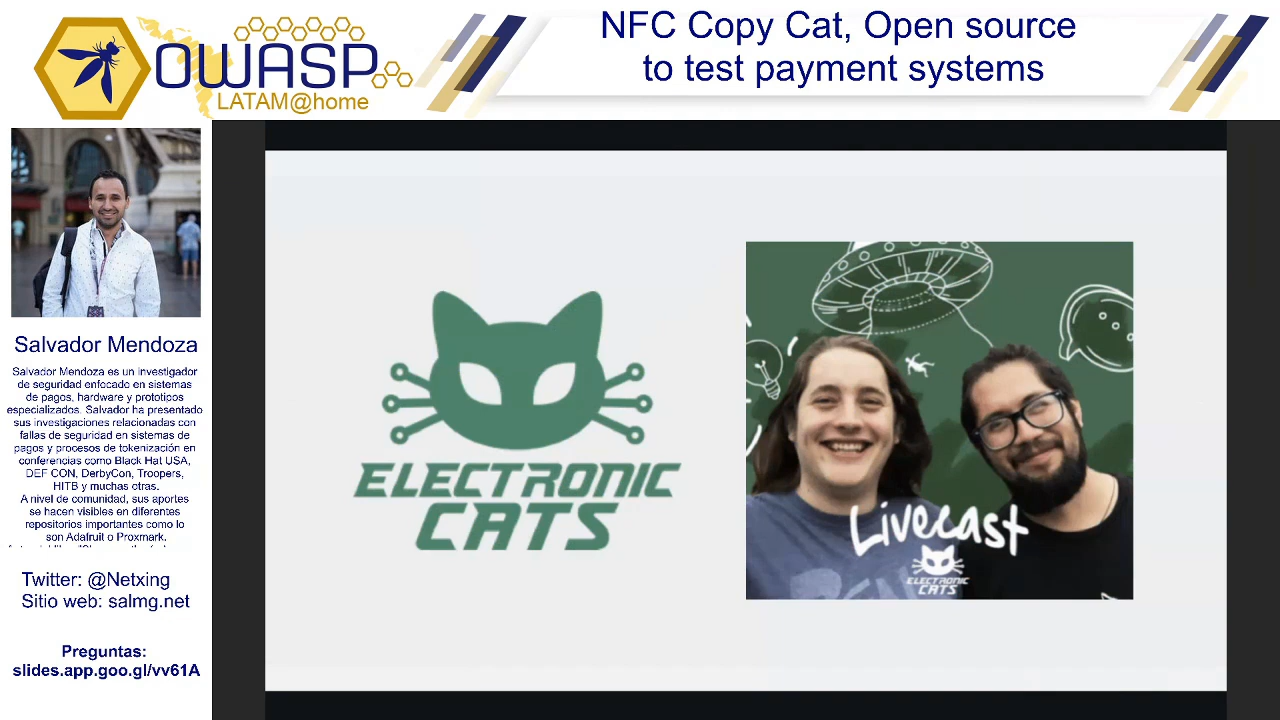 OWASP
LATAM@home
NFC Copy Cat, Open source
to test payment systems
Salvador Mendoza
Salvador Mendoza es un investigador
de seguridad enfocado en sistemas
de pagos, hardware y prototipos
especializados. Salvador ha presentado
sus investigaciones relacionadas con
fallas de seguridad en sistemas de
pagos y procesos de tokenización en
conferencias como Black Hat USA,
DEF CON, DerbyCon, Troopers,
HITB y muchas otras.
A nivel de comunidad, sus aportes
se hacen visibles en diferentes
repositorios importantes como lo
son Adafruit o Proxmark.
Twitter: @Netxing
Sitio web: salmg.net
Preguntas:
slides.app.goo.gl/vv61A
ELECTRONIC
CATS
Livecast
ELECTRONIC
CATS